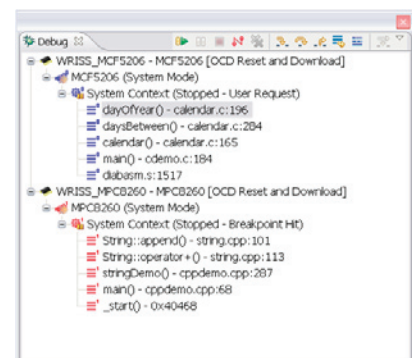 Debug
WRISS_MCF5206 - MCF5206 [OCD Reset and Download]
MCF5206 (System Mode)
System Context (Stopped - User Request)
dayOfYear() - calendar.c:196
daysBetween() - calendar.c:284
calendar() - calendar.c:165
main() - cdemo.c:184
diabasm.s:1517
WRISS_MPC8260 - MPC8260 [OCD Reset and Download]
MPC8260 (System Mode)
System Context (Stopped - Breakpoint Hit)
String::append() - string.cpp:101
String::operator+() - string.cpp:113
stringDemo() - cppdemo.cpp:287
main() - cppdemo.cpp:68
_start() - 0x40468